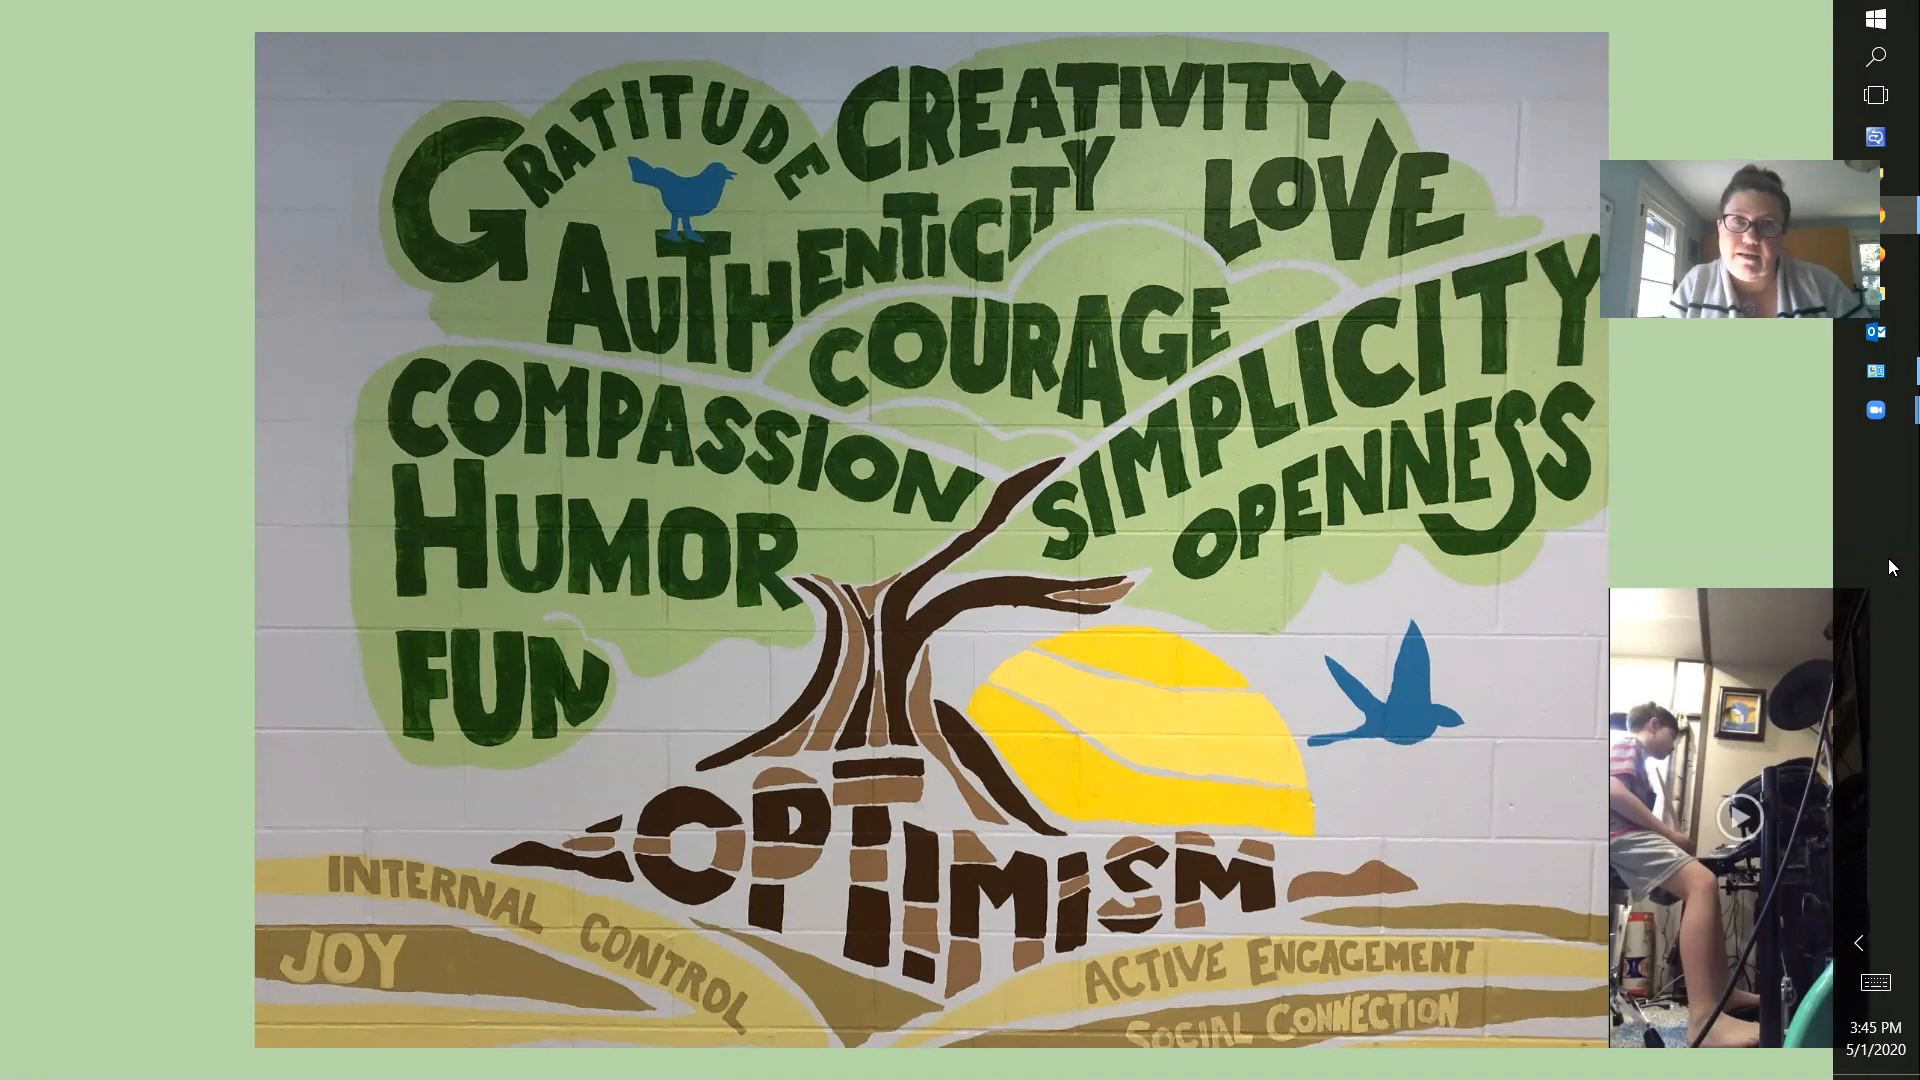 GRATITUDE
CREATIVITY
AUTHENTICITY
LOVE
COURAGE
COMPASSION
SIMPLICITY
HUMOR
OPENNESS
FUN
OPTIMISM
INTERNAL CONTROL
JOY
ACTIVE ENGAGEMENT
SOCIAL CONNECTION
3:45 PM
5/1/2020